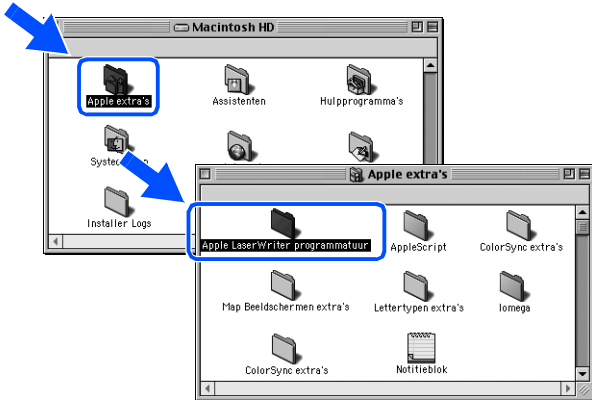 Macintosh HD
Apple extra's
Assistenten
Hulpprogramma's
Installer Logs
Apple extra's
Apple LaserWriter programmatuur
AppleScript
ColorSync extra's
Map Beeldschermen extra's
Lettertypen extra's
Iomega
ColorSync extra's
Notitieblok